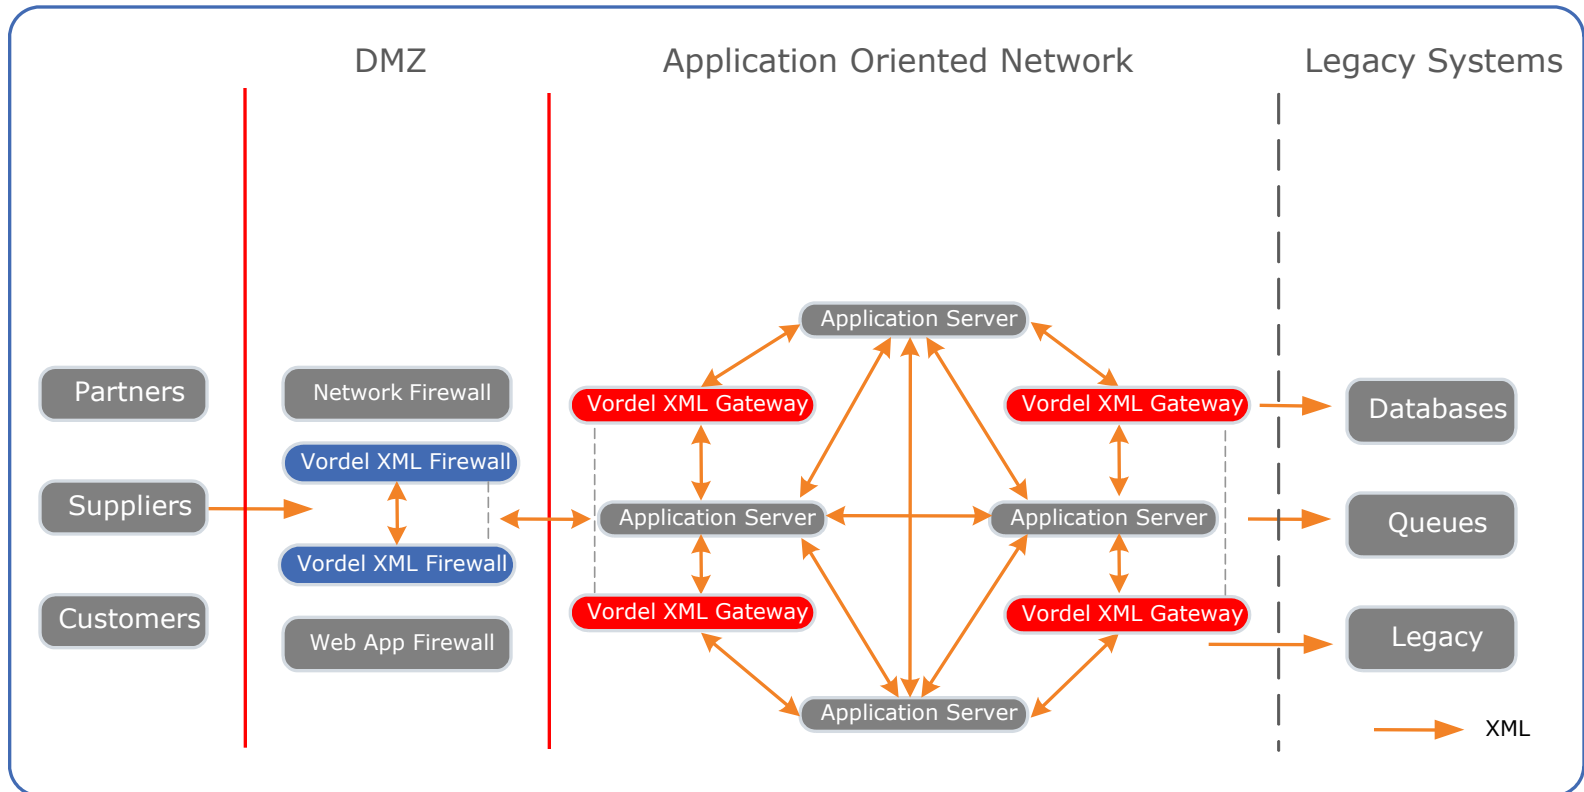 DMZ
Application Oriented Network
Legacy Systems
Partners
Suppliers
Customers
Network Firewall
Vordel XML Firewall
Vordel XML Firewall
Web App Firewall
Application Server
Vordel XML Gateway
Vordel XML Gateway
Application Server
Application Server
Vordel XML Gateway
Vordel XML Gateway
Application Server
Databases
Queues
Legacy
XML